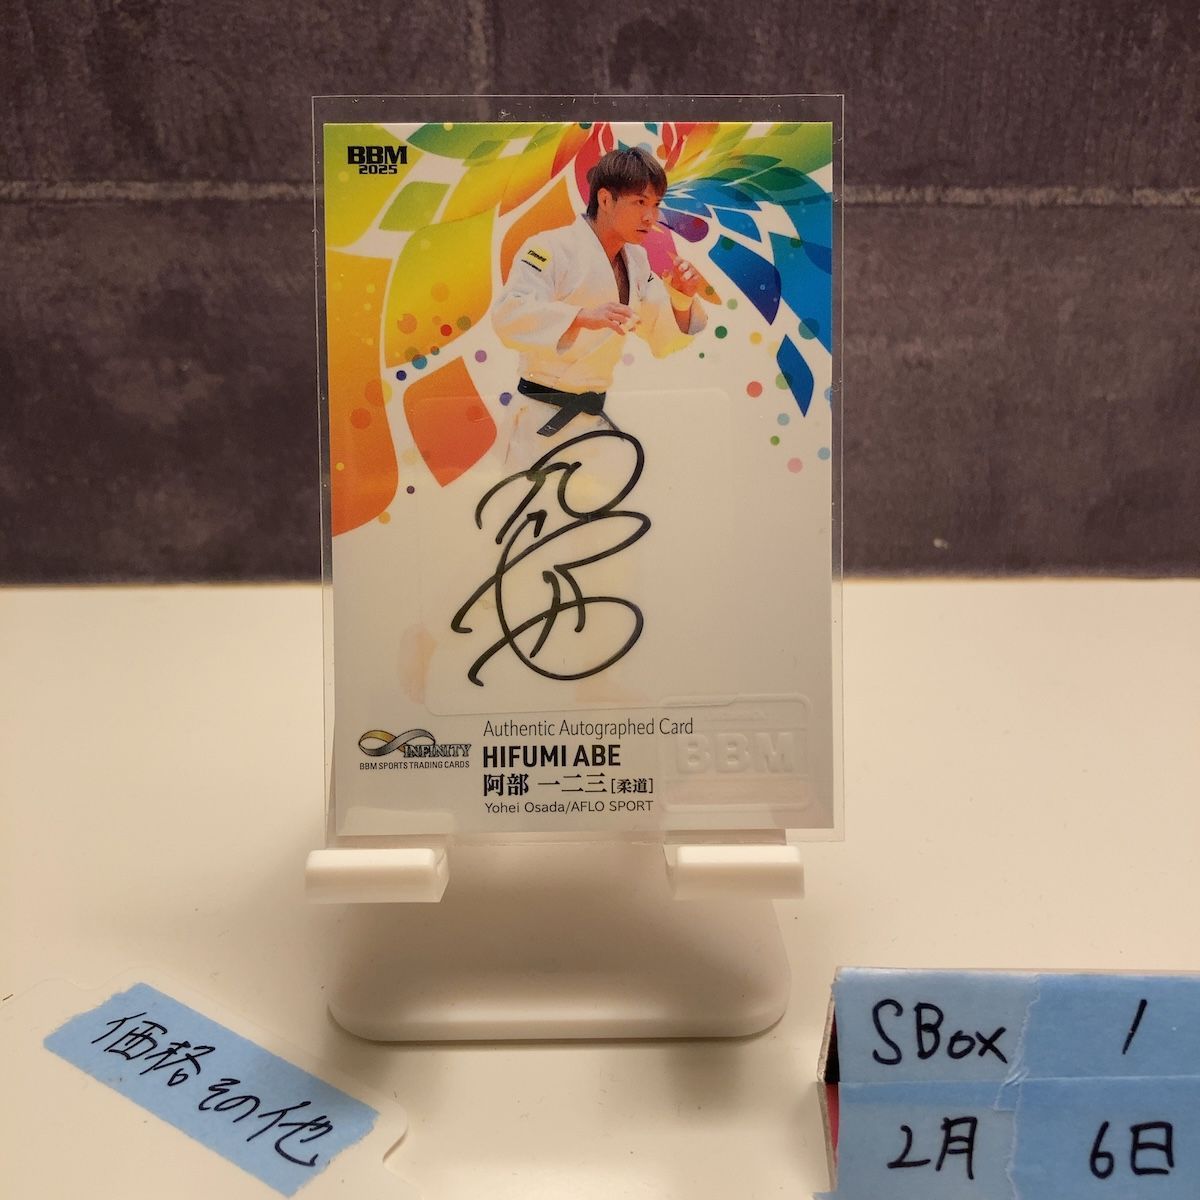 BBM
2025
Authentic Autographed Card
INFINITY
BBM SPORTS TRADING CARDS
HIFUMI ABE
阿部 一二三[柔道]
Yohei Osada/AFLO SPORT
BBM
価格その他
SBox 1
2月 6日